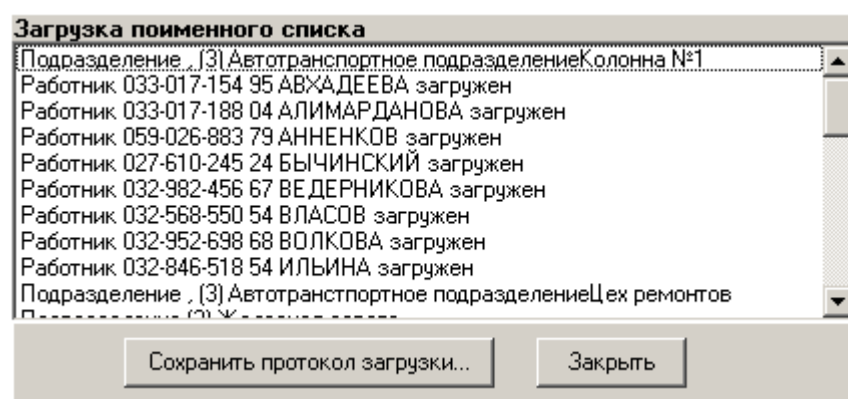 Загрузка поименного списка
Подразделение , (3) Автотранспортное подразделениеКолонна №1
Работник 033-017-154 95 АВХАДЕЕВА загружен
Работник 033-017-188 04 АЛИМАРДАНОВА загружен
Работник 059-026-883 79 АННЕНКОВ загружен
Работник 027-610-245 24 БЫЧИНСКИЙ загружен
Работник 032-982-456 67 ВЕДЕРНИКОВА загружен
Работник 032-568-550 54 ВЛАСОВ загружен
Работник 032-952-698 68 ВОЛКОВА загружен
Работник 032-846-518 54 ИЛЬИНА загружен
Подразделение , (3) Автотранстпортное подразделениеЦех ремонтов
Сохранить протокол загрузки... Закрыть